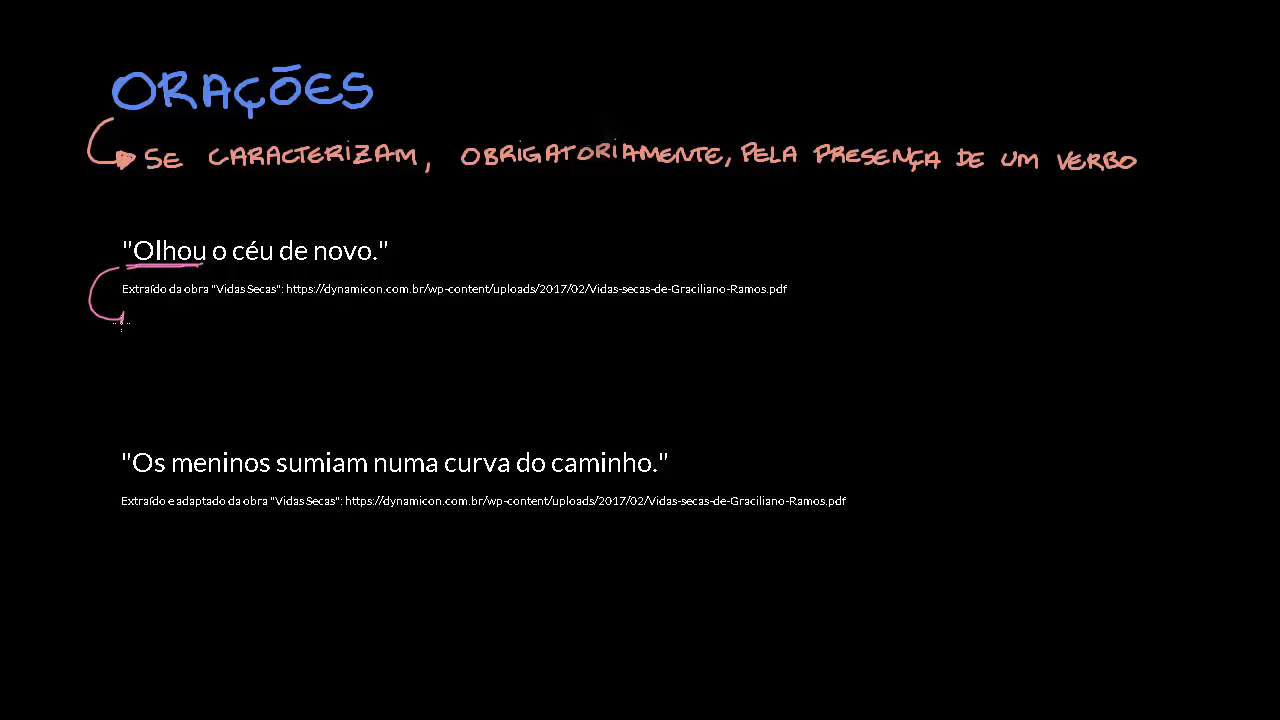 ORAÇÕES
SE CARACTERIZAM, OBRIGATORIAMENTE, PELA PRESENÇA DE UM VERBO
"Olhou o céu de novo."
Extraído da obra "Vidas Secas": https://dynamicon.com.br/wp-content/uploads/2017/02/Vidas-secas-de-Graciliano-Ramos.pdf
"Os meninos sumiam numa curva do caminho."
Extraído e adaptado da obra "Vidas Secas": https://dynamicon.com.br/wp-content/uploads/2017/02/Vidas-secas-de-Graciliano-Ramos.pdf